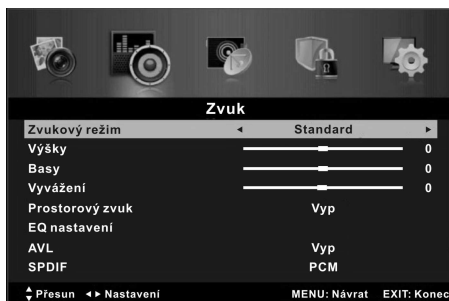 Zvuk
Zvukový režim Standard
Výšky 0
Basy 0
Vyvážení 0
Prostorový zvuk Vyp
EQ nastavení
AVL Vyp
SPDIF PCM
Přesun Nastavení MENU: Návrat EXIT: Konec